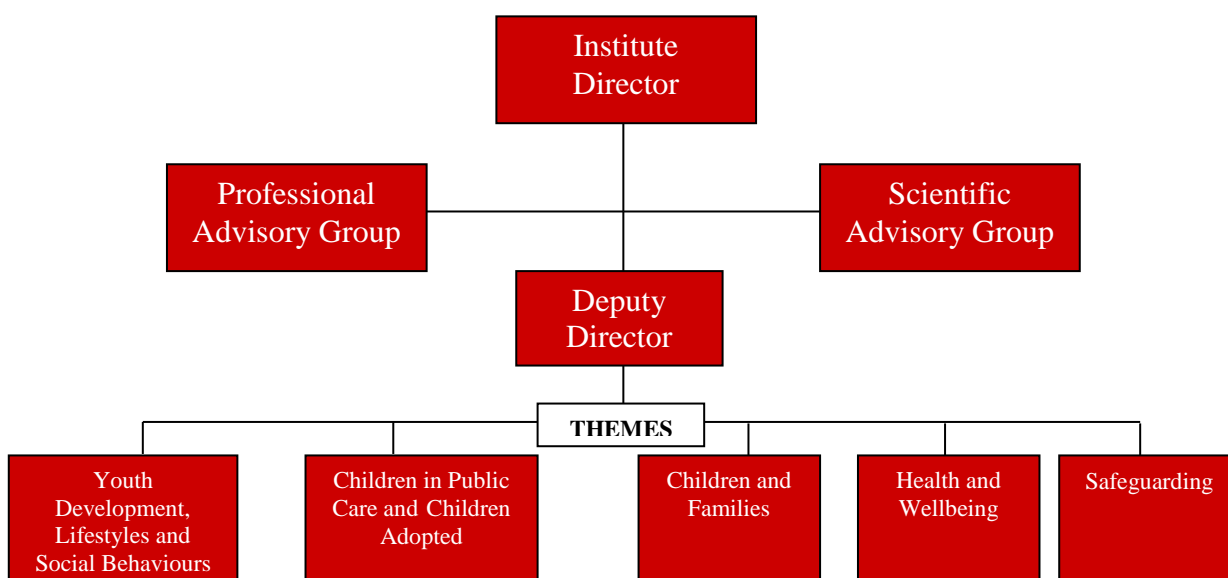 Institute
Director
Professional
Advisory Group
Scientific
Advisory Group
Deputy
Director
THEMES
Youth
Development,
Lifestyles and
Social Behaviours
Children in Public
Care and Children
Adopted
Children and
Families
Health and
Wellbeing
Safeguarding